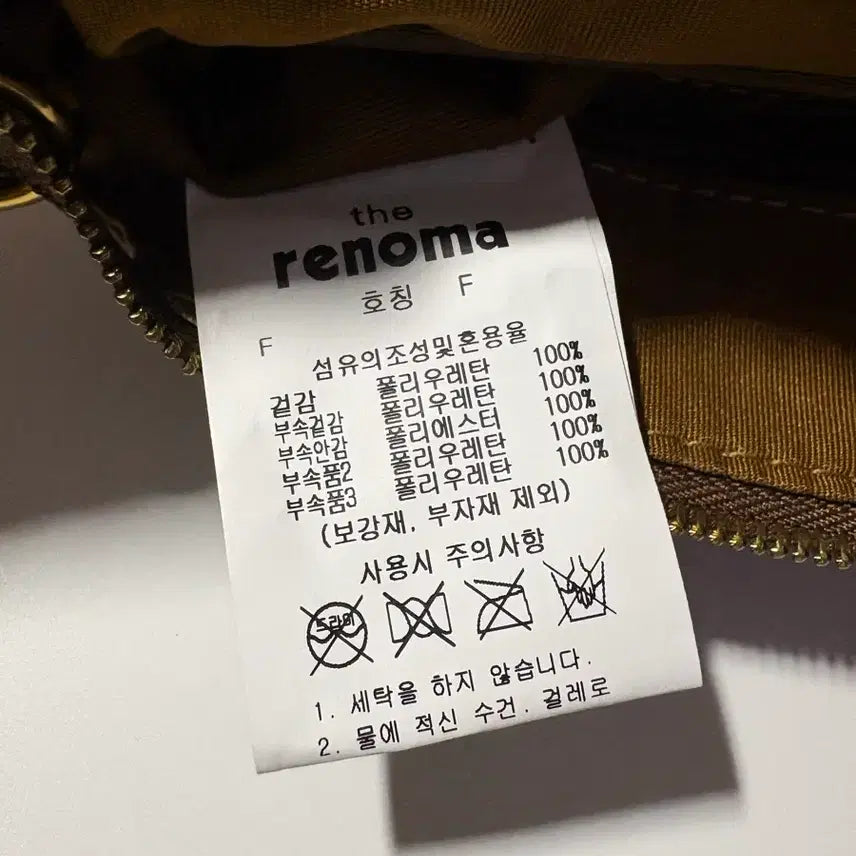 the
renoma
호칭 F
F
섬유의조성및혼용율
겉감 폴리우레탄 100%
부속겉감 폴리우레탄 100%
부속안감 폴리에스터 100%
부속품2 폴리우레탄 100%
부속품3 폴리우레탄 100%
(보강재, 부자재 제외)
사용시 주의사항
드라이
1. 세탁을 하지 않습니다.
2. 물에 적신 수건. 걸레로